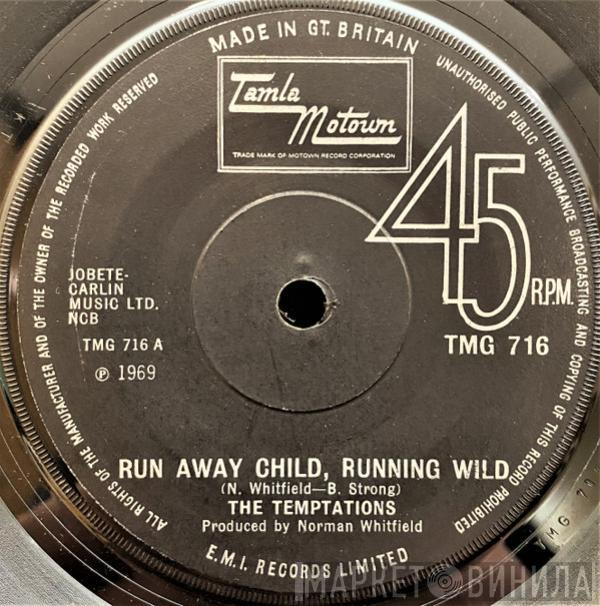 MADE IN GT. BRITAIN
UNAUTHORISED PUBLIC PERFORMANCE BROADCASTING AND COPYING OF THIS RECORD PROHIBITED
ALL RIGHTS OF THE MANUFACTURER AND OF THE OWNER OF THE RECORDED WORK RESERVED
Tamla
Motown
TRADE MARK OF MOTOWN RECORD CORPORATION
45
R.P.M.
TMG 716
JOBETE-
CARLIN
MUSIC LTD.
NCB
TMG 716 A
℗ 1969
RUN AWAY CHILD, RUNNING WILD
(N. Whitfield—B. Strong)
THE TEMPTATIONS
Produced by Norman Whitfield
E.M.I. RECORDS LIMITED
TMG
МАРКЕТ ВИНИЛА